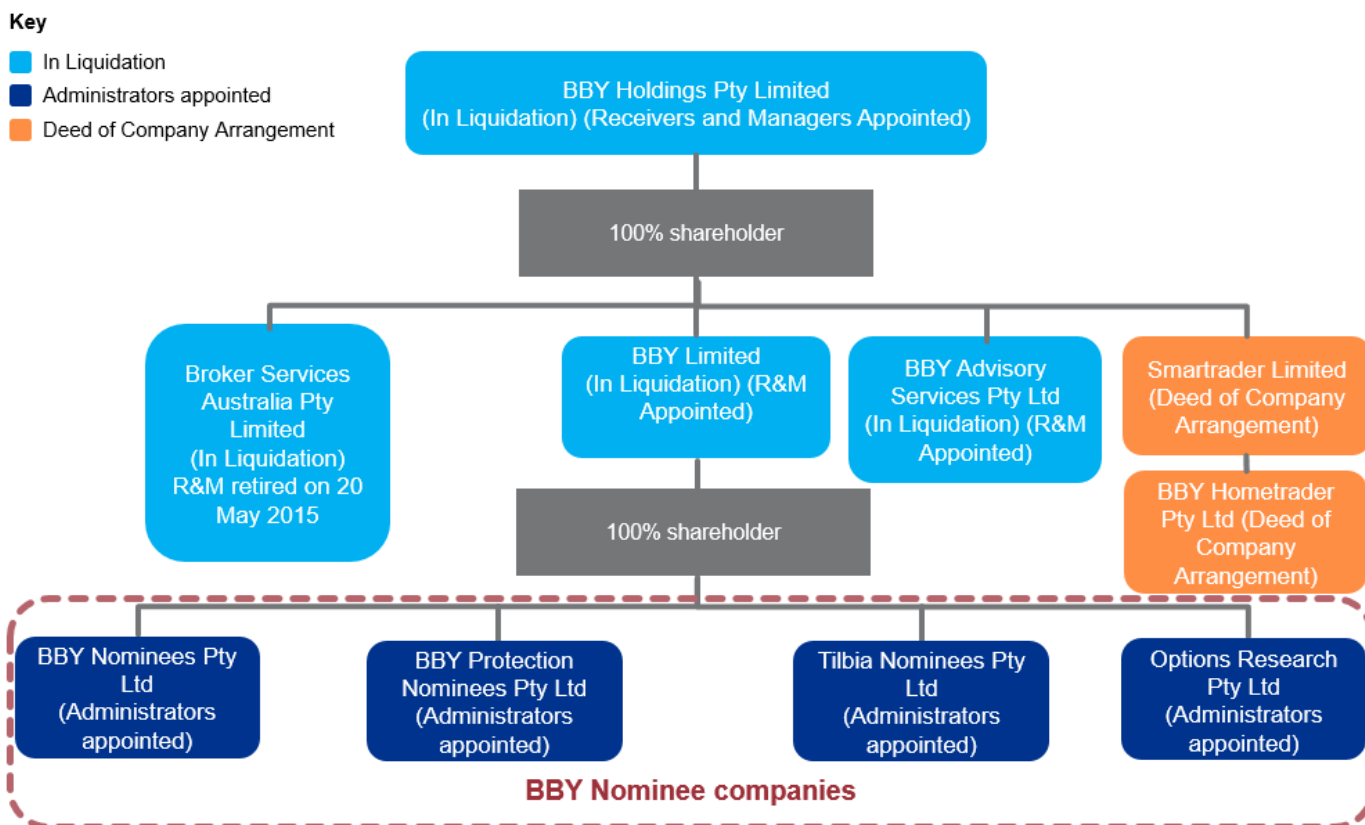 Key
In Liquidation
Administrators appointed
Deed of Company Arrangement
BBY Holdings Pty Limited
(In Liquidation) (Receivers and Managers Appointed)
100% shareholder
Broker Services
Australia Pty
Limited
(In Liquidation)
R&M retired on 20
May 2015
BBY Limited
(In Liquidation) (R&M
Appointed)
BBY Advisory
Services Pty Ltd
(In Liquidation) (R&M
Appointed)
Smartrader Limited
(Deed of Company
Arrangement)
BBY Hometrader
Pty Ltd (Deed of
Company
Arrangement)
100% shareholder
BBY Nominees Pty
Ltd
(Administrators
appointed)
BBY Protection
Nominees Pty Ltd
(Administrators
appointed)
Tilbia Nominees Pty
Ltd
(Administrators
appointed)
Options Research
Pty Ltd
(Administrators
appointed)
BBY Nominee companies